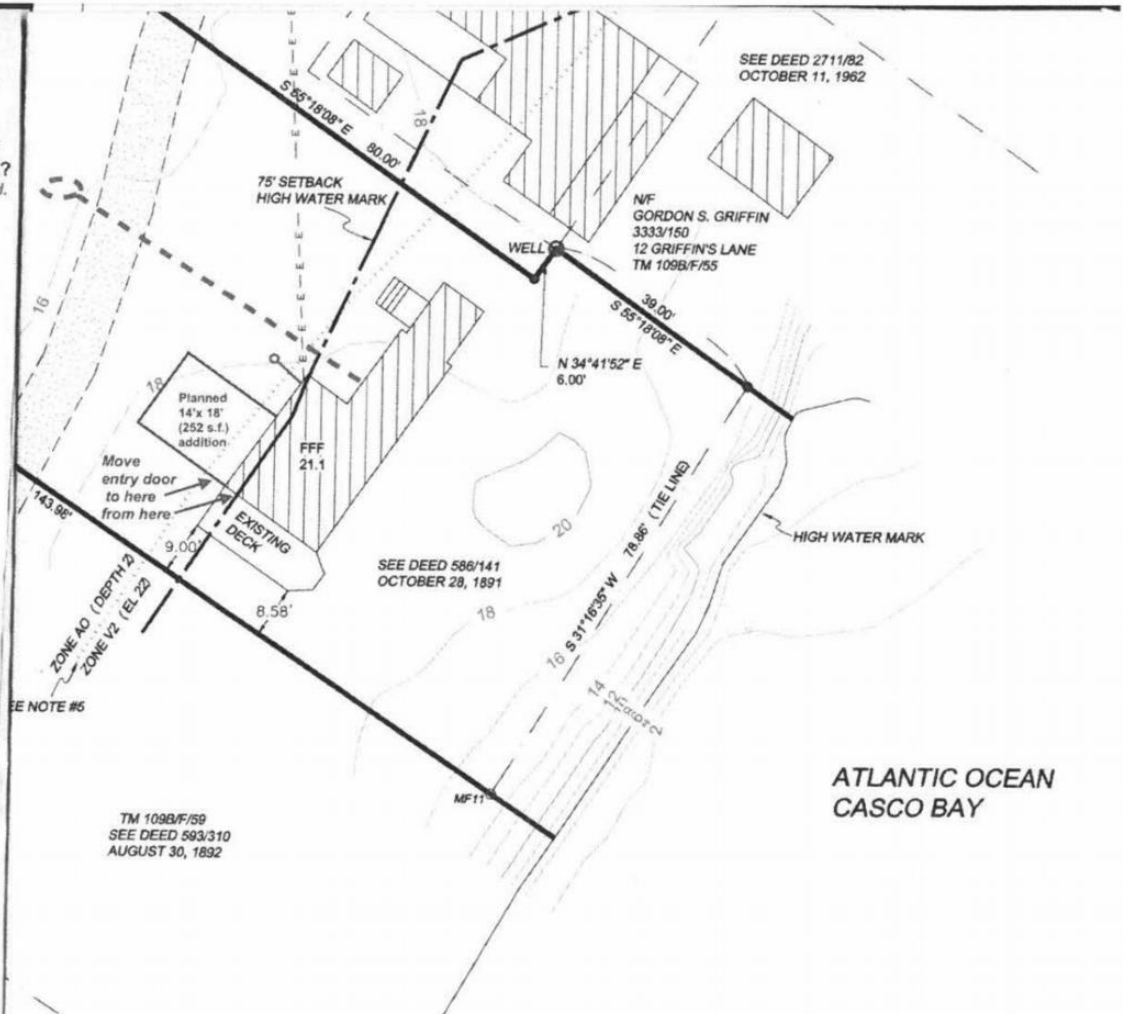 SEE DEED 2711/82
OCTOBER 11, 1962
?
S 55°18'08" E
80.00'
18
75' SETBACK
HIGH WATER MARK
E
E
E
E
E
E
E
E
N/F
GORDON S. GRIFFIN
3333/150
12 GRIFFIN'S LANE
TM 109B/F/55
WELL
39.00'
S 55°18'08" E
N 34°41'52" E
6.00'
16
18
Planned
14'x 18'
(252 s.f.)
addition
FFF
21.1
Move
entry door
to here
from here
143.98'
EXISTING
DECK
9.00'
8.58'
SEE DEED 586/141
OCTOBER 28, 1891
20
18
S 31°16'35" W
78.86' (TIE LINE)
HIGH WATER MARK
ZONE AO (DEPTH 2)
ZONE V2 (EL 22)
EE NOTE #5
16
14
12
2
MF11
ATLANTIC OCEAN
CASCO BAY
TM 109B/F/59
SEE DEED 593/310
AUGUST 30, 1892